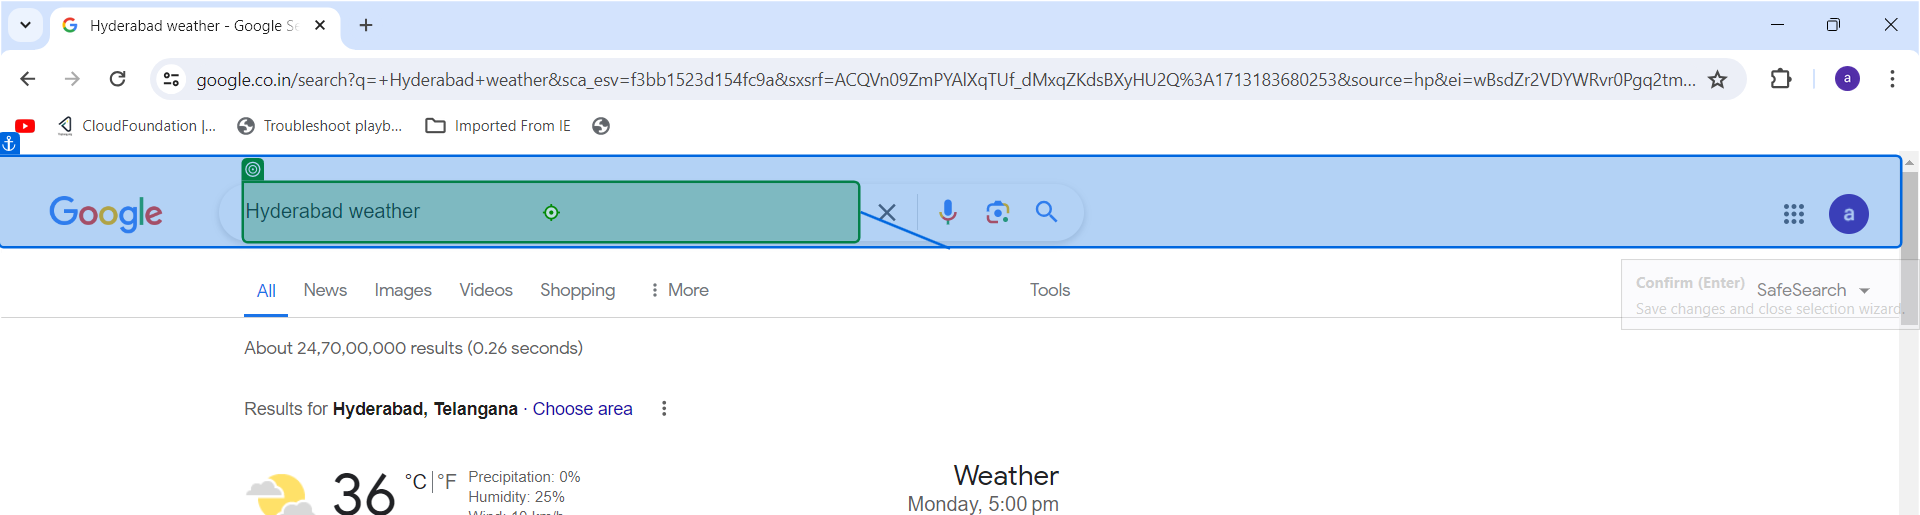 Hyderabad weather - Google Se
google.co.in/search?q=+Hyderabad+weather&sca_esv=f3bb1523d154fc9a&sxsrf=ACQVn09ZmPYAlXqTUf_dMxqZKdsBXyHU2Q%3A1713183680253&source=hp&ei=wBsdZr2VDYWRvr0Pgq2tm...
a
CloudFoundation |...
Troubleshoot playb...
Imported From IE
Google
Hyderabad weather
a
All News Images Videos Shopping More Tools
Confirm (Enter)
SafeSearch
Save changes and close selection wizard.
About 24,70,00,000 results (0.26 seconds)
Results for Hyderabad, Telangana · Choose area
36 °C | °F
Precipitation: 0%
Humidity: 25%
Wind: 10 km/h
Weather
Monday, 5:00 pm